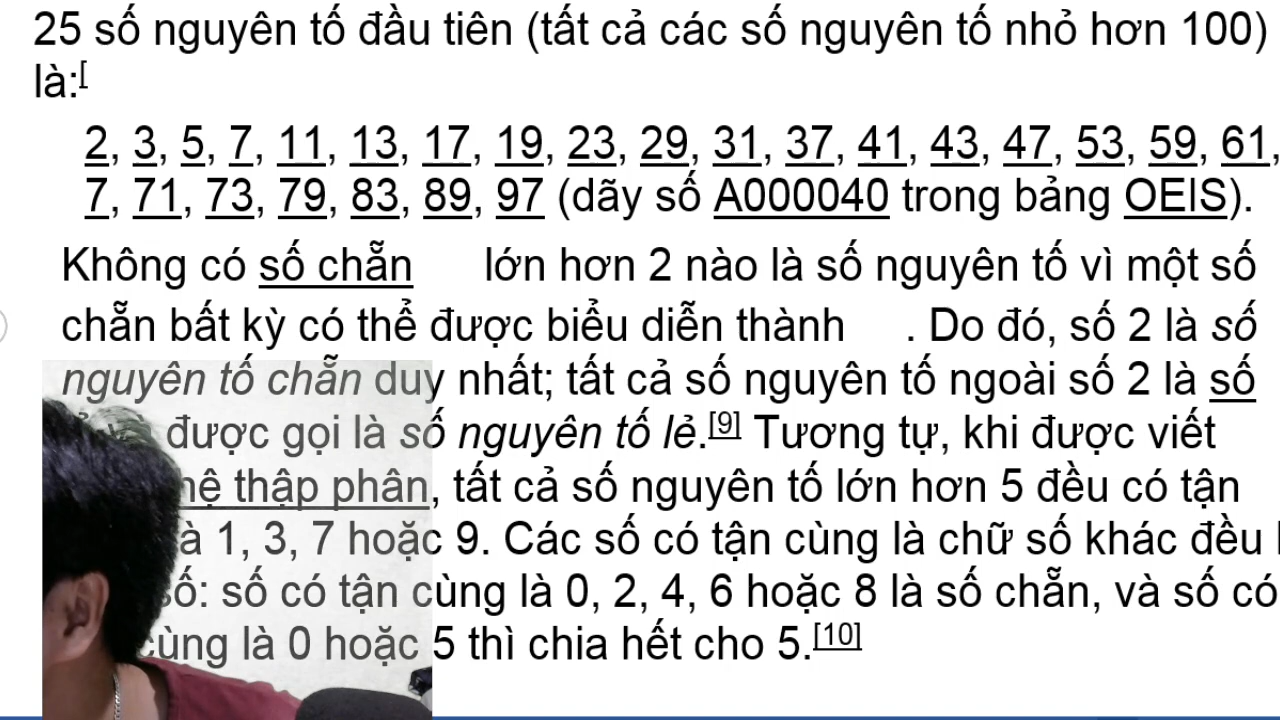 25 số nguyên tố đầu tiên (tất cả các số nguyên tố nhỏ hơn 100)
là:[
2, 3, 5, 7, 11, 13, 17, 19, 23, 29, 31, 37, 41, 43, 47, 53, 59, 61,
7, 71, 73, 79, 83, 89, 97 (dãy số A000040 trong bảng OEIS).
Không có số chẵn lớn hơn 2 nào là số nguyên tố vì một số
chẵn bất kỳ có thể được biểu diễn thành . Do đó, số 2 là số
nguyên tố chẵn duy nhất; tất cả số nguyên tố ngoài số 2 là số
được gọi là số nguyên tố lẻ.[9] Tương tự, khi được viết
hệ thập phân, tất cả số nguyên tố lớn hơn 5 đều có tận
là 1, 3, 7 hoặc 9. Các số có tận cùng là chữ số khác đều
số: số có tận cùng là 0, 2, 4, 6 hoặc 8 là số chẵn, và số có
cùng là 0 hoặc 5 thì chia hết cho 5.[10]